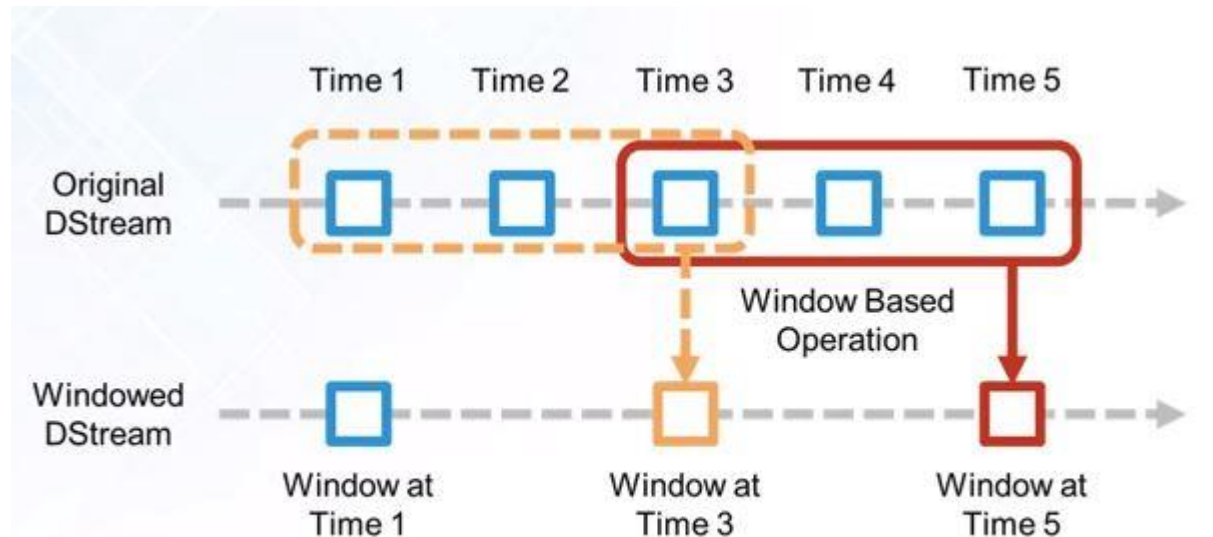 Time 1 Time 2 Time 3 Time 4 Time 5
Original
DStream
Window Based
Operation
Windowed
DStream
Window at
Time 1
Window at
Time 3
Window at
Time 5